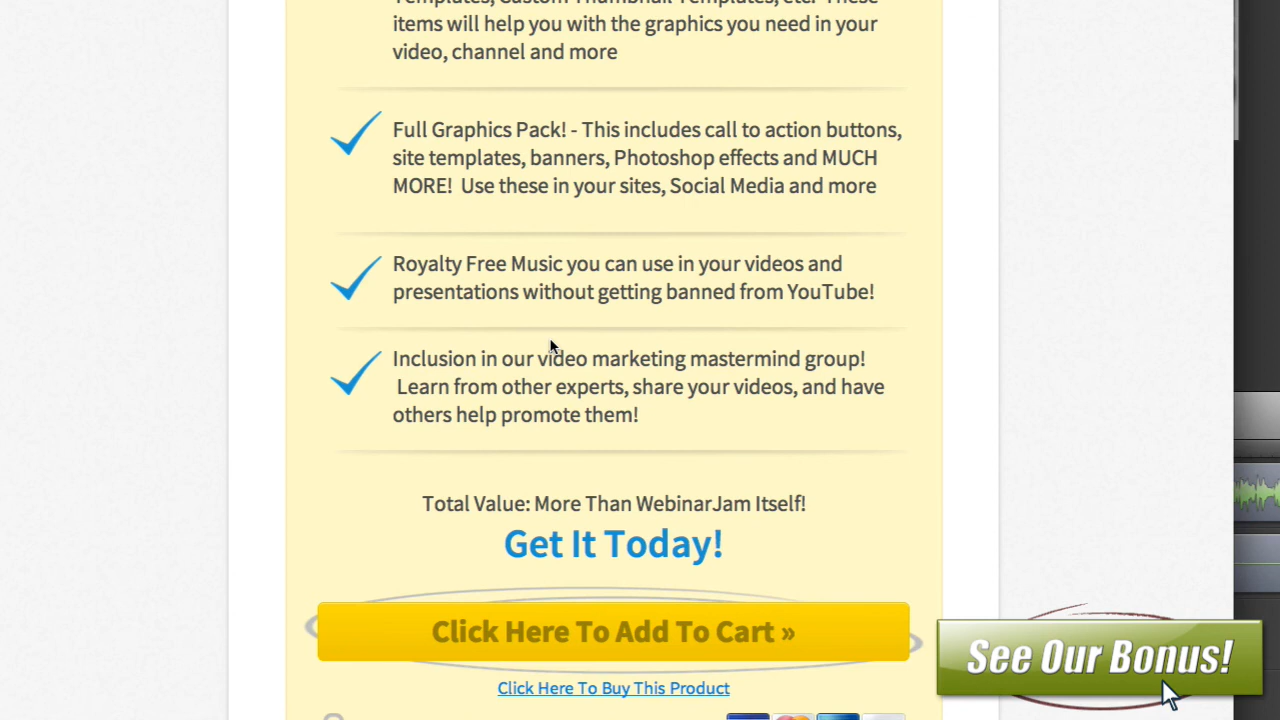 items will help you with the graphics you need in your
video, channel and more
Full Graphics Pack! - This includes call to action buttons,
site templates, banners, Photoshop effects and MUCH
MORE! Use these in your sites, Social Media and more
Royalty Free Music you can use in your videos and
presentations without getting banned from YouTube!
Inclusion in our video marketing mastermind group!
Learn from other experts, share your videos, and have
others help promote them!
Total Value: More Than WebinarJam Itself!
Get It Today!
Click Here To Add To Cart »
See Our Bonus!
Click Here To Buy This Product